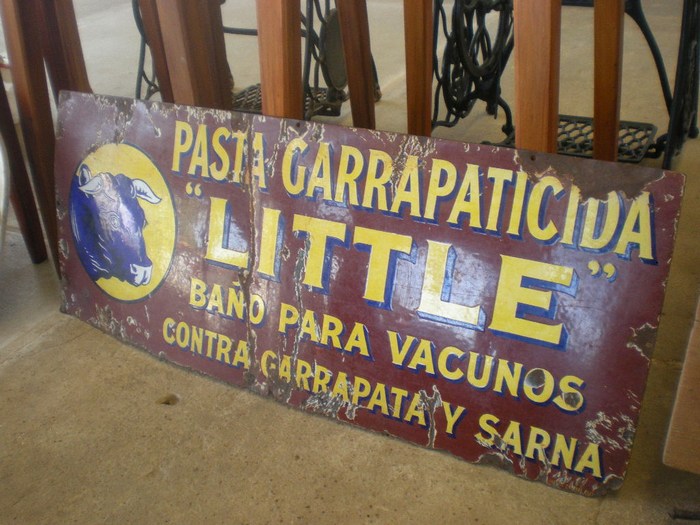 PASTA GARRAPATICIDA
"LITTLE"
BAÑO PARA VACUNOS
CONTRA GARRAPATA Y SARNA